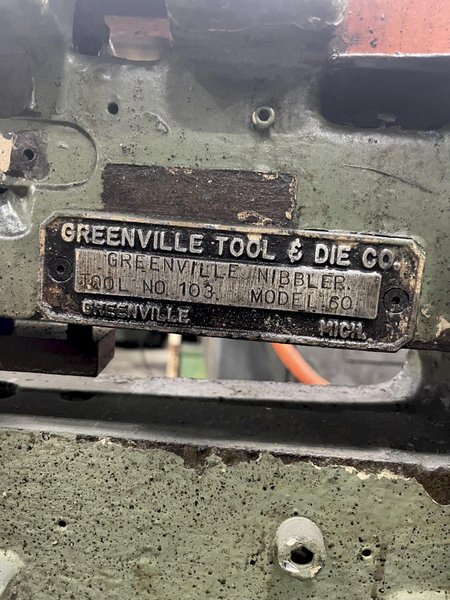 GREENVILLE TOOL & DIE CO.
GREENVILLE NIBBLER.
TOOL NO. 103. MODEL 60
GREENVILLE MICH.